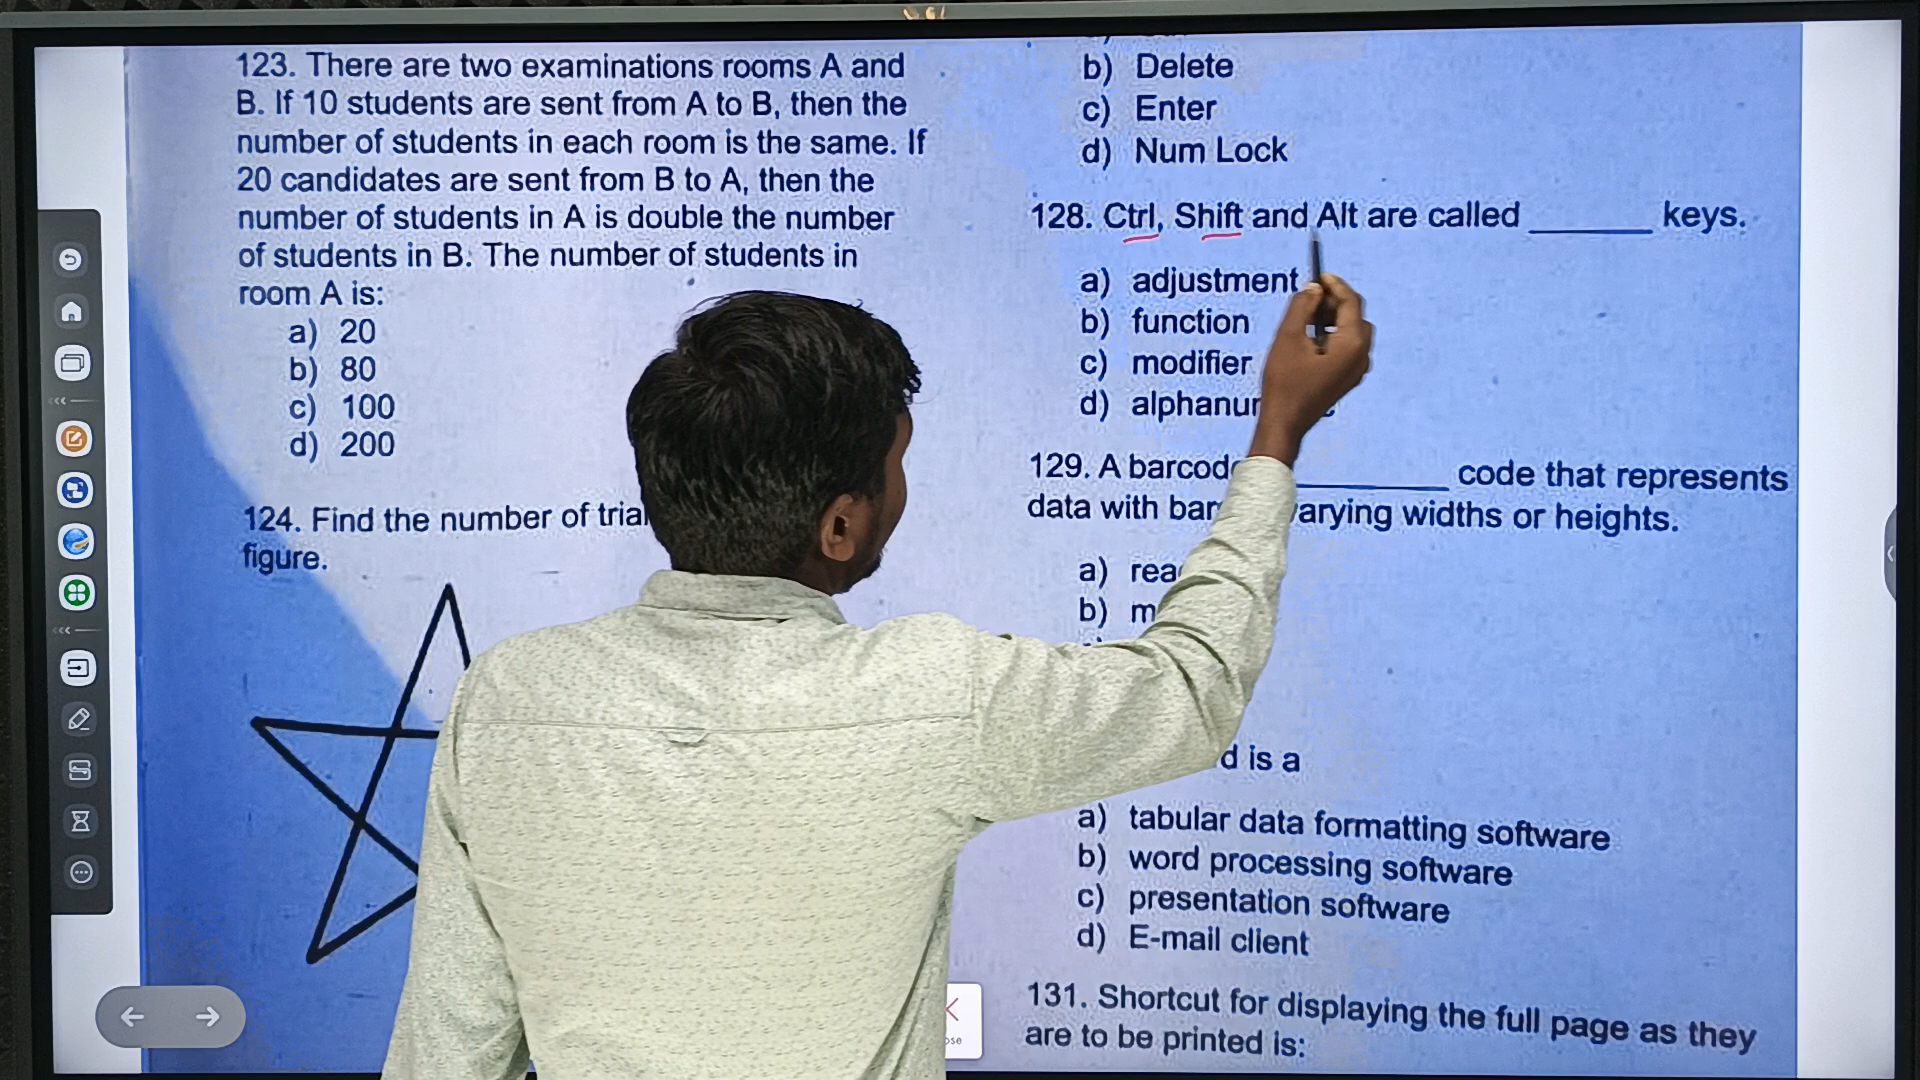 123. There are two examinations rooms A and
B. If 10 students are sent from A to B, then the
number of students in each room is the same. If
20 candidates are sent from B to A, then the
number of students in A is double the number
of students in B. The number of students in
room A is:
a) 20
b) 80
c) 100
d) 200
124. Find the number of
figure.
b) Delete
c) Enter
d) Num Lock
128. Ctrl, Shift and Alt are called ______ keys.
a) adjustment
b) function
c) modifier
d)
129. A ______ code that represents
data with widths or heights.
a)
b)
is a
a) tabular data formatting software
b) word processing software
c) presentation software
d) E-mail client
131. Shortcut for displaying the full page as they
are to be printed is: